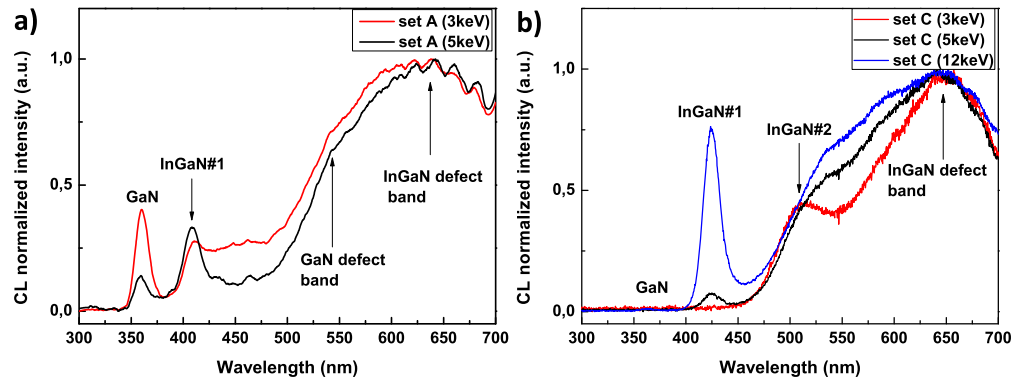 a)
set A (3keV)
set A (5keV)
CL normalized intensity (a.u.)
1,0
0,5
0,0
GaN
InGaN#1
InGaN defect
band
GaN defect
band
300 350 400 450 500 550 600 650 700
Wavelength (nm)
b)
set C (3keV)
set C (5keV)
set C (12keV)
CL normalized intensity (a.u.)
1,0
0,5
0,0
InGaN#1
InGaN#2
InGaN defect
band
GaN
300 350 400 450 500 550 600 650 700
Wavelength (nm)